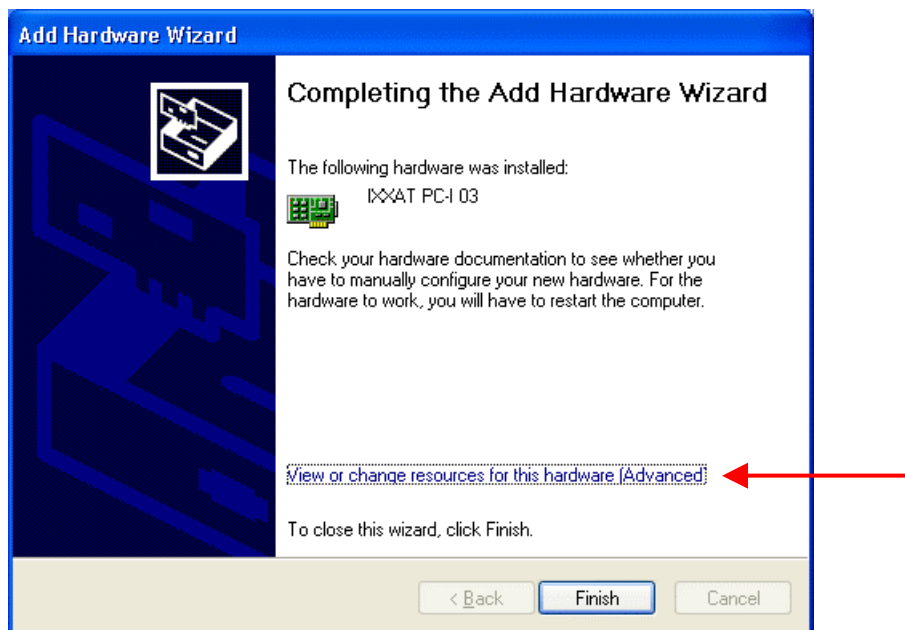 Add Hardware Wizard
Completing the Add Hardware Wizard
The following hardware was installed:
IXXAT PC-I 03
Check your hardware documentation to see whether you
have to manually configure your new hardware. For the
hardware to work, you will have to restart the computer.
View or change resources for this hardware (Advanced)
To close this wizard, click Finish.
< Back
Finish
Cancel